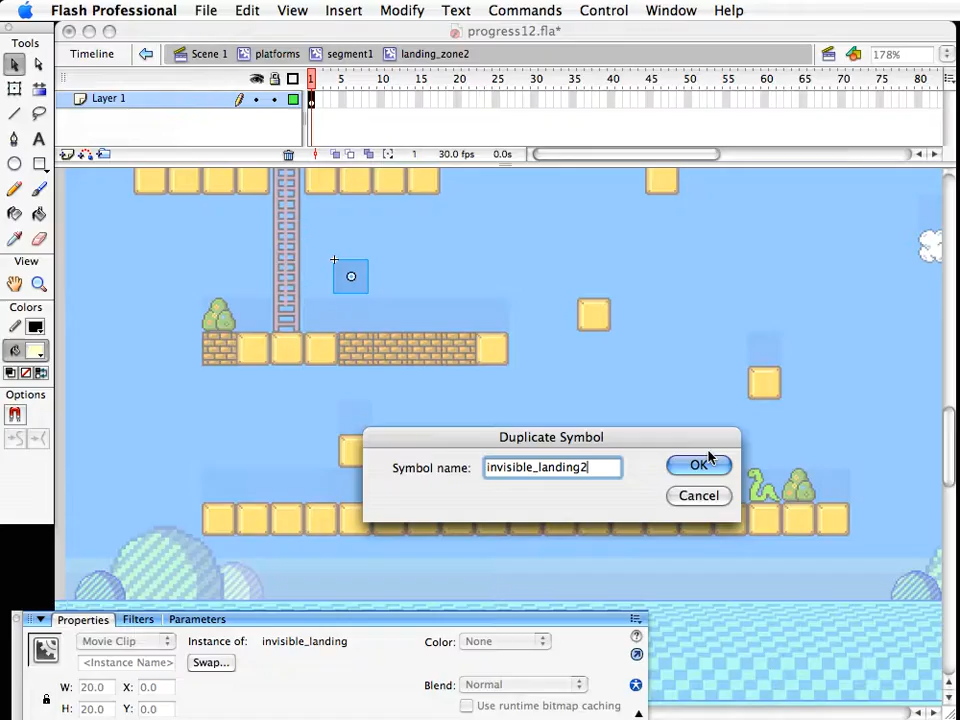 Flash Professional File Edit View Insert Modify Text Commands Control Window Help
progress12.fla*
Tools
Timeline Scene 1 platforms segment1 landing_zone2 178%
1 5 10 15 20 25 30 35 40 45 50 55 60 65 70 75 80
Layer 1
1 30.0 fps 0.0s
A
View
Colors
Options
Duplicate Symbol
Symbol name: invisible_landing2 OK
Cancel
Properties Filters Parameters
Movie Clip Instance of: invisible_landing Color: None
<Instance Name> Swap...
W: 20.0 X: 0.0 Blend: Normal
H: 20.0 Y: 0.0 Use runtime bitmap caching